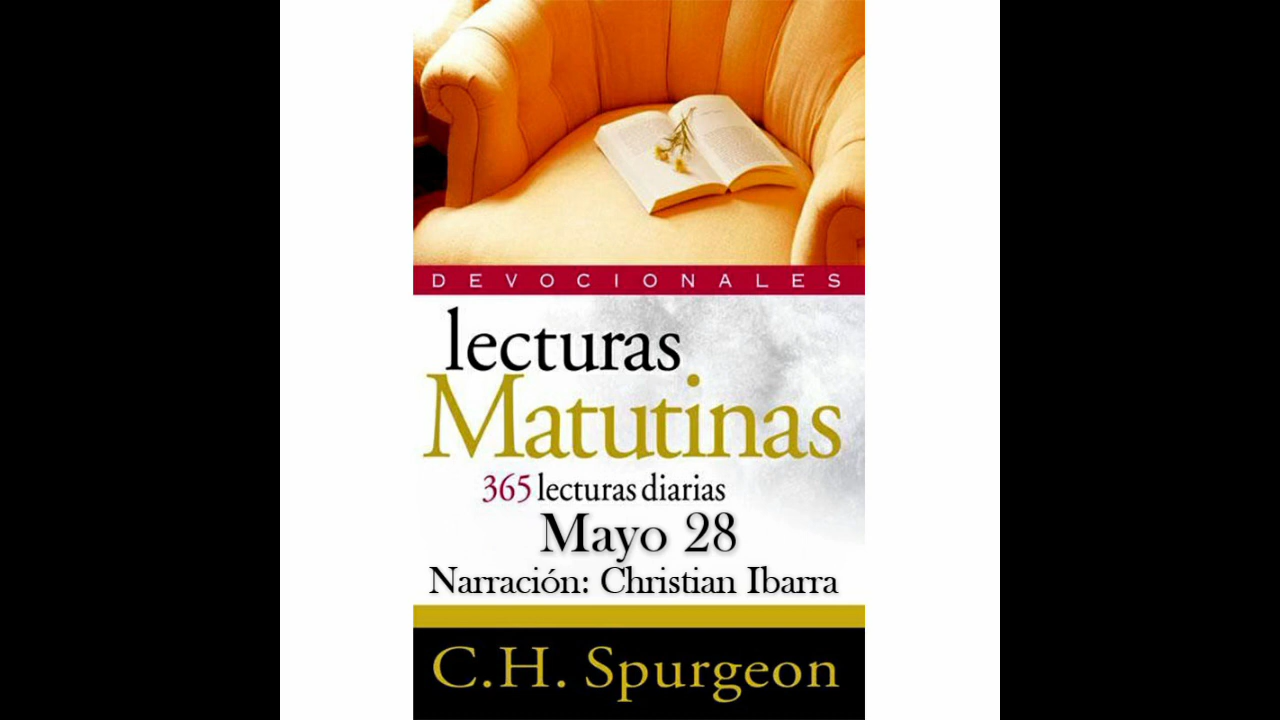 DEVOCIONALES
lecturas
Matutinas
365 lecturas diarias
Mayo 28
Narración: Christian Ibarra
C.H. Spurgeon